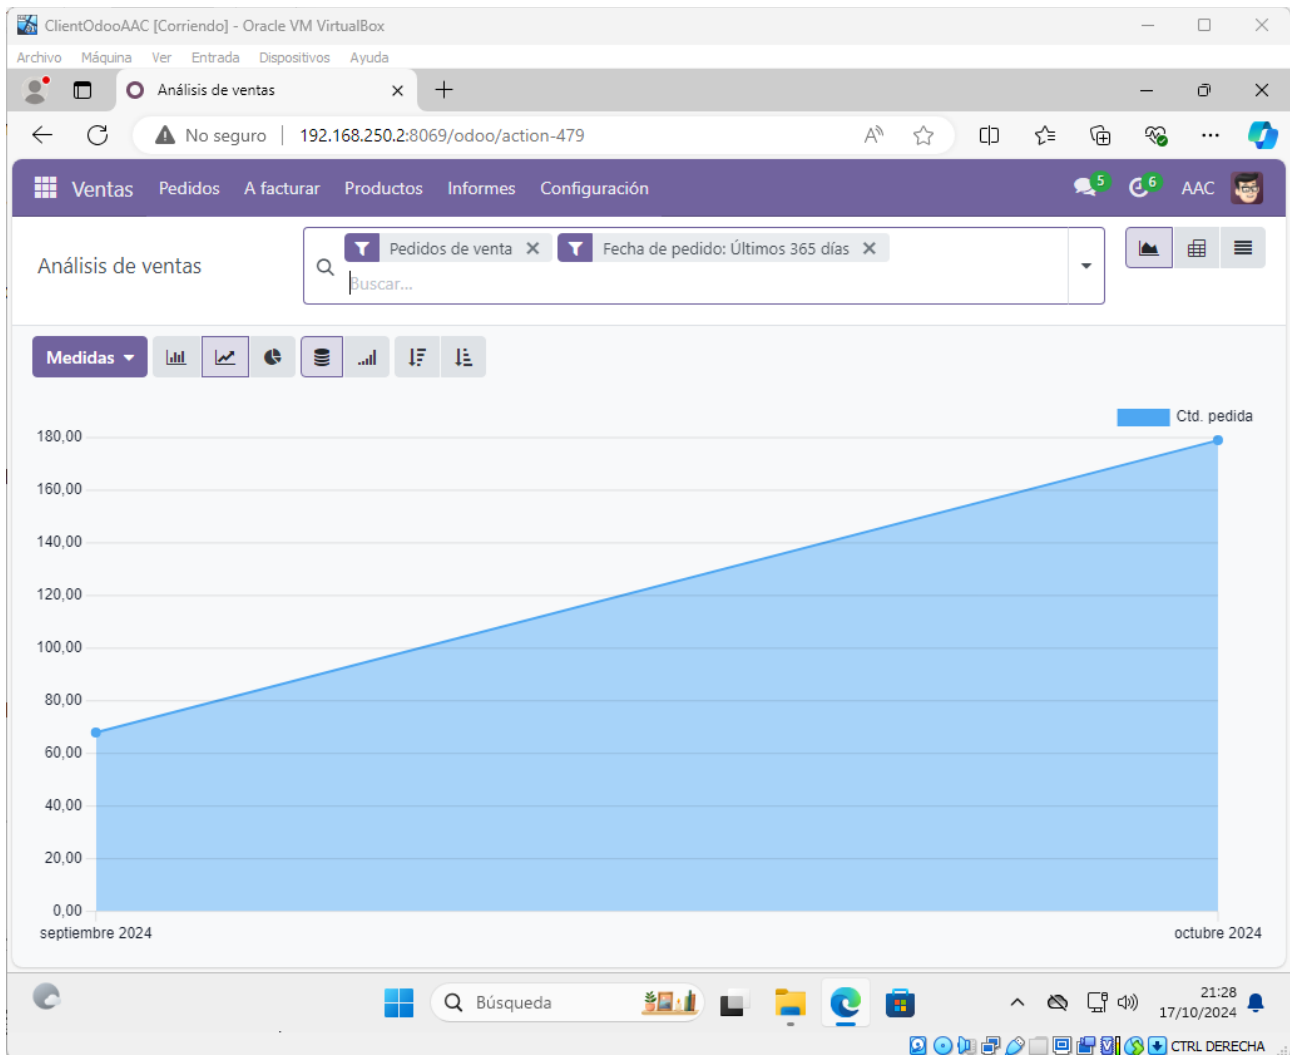 ClientOdooAAC [Corriendo] - Oracle VM VirtualBox
Archivo Máquina Ver Entrada Dispositivos Ayuda
Análisis de ventas
No seguro 192.168.250.2:8069/odoo/action-479
Ventas Pedidos A facturar Productos Informes Configuración 5 6 AAC
Análisis de ventas
Pedidos de venta Fecha de pedido: Últimos 365 días
Buscar...
Medidas
Ctd. pedida
180,00
160,00
140,00
120,00
100,00
80,00
60,00
40,00
20,00
0,00
septiembre 2024 octubre 2024
Búsqueda
21:28
17/10/2024
CTRL DERECHA